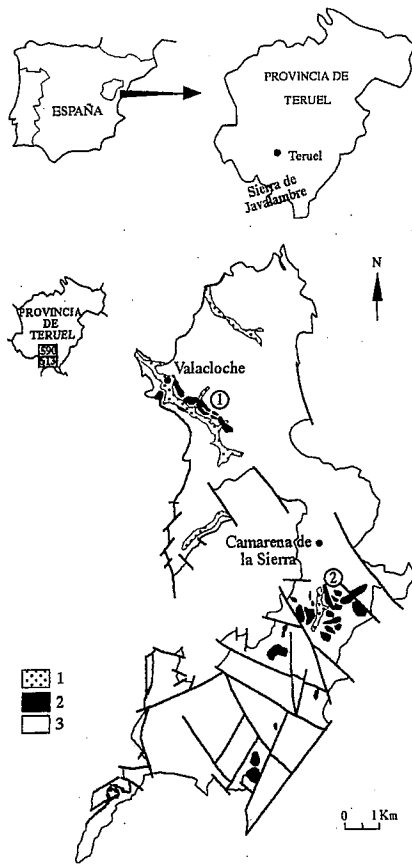 ESPAÑA
PROVINCIA DE
TERUEL
Teruel
Sierra de
Javalambre
N
PROVINCIA
DE
TERUEL
590
613
Valacloche
1
Camarena de
la Sierra
2
1
2
3
0 1 Km